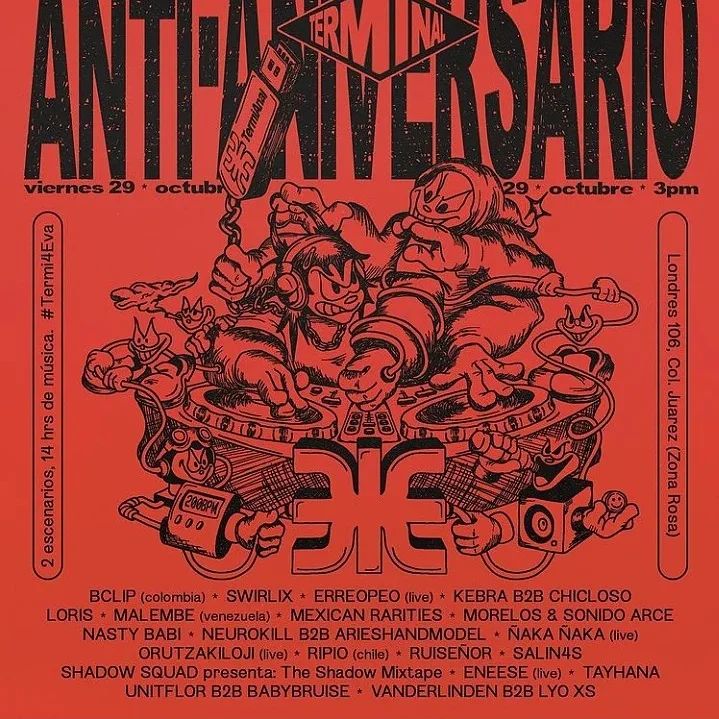 TERMINAL
ANTI-ANIVERSARIO
viernes 29 * octubr
29 * octubre * 3pm
Termi4nal
2 escenarios, 14 hrs de música. #Termi4Eva
Londres 106, Col. Juarez (Zona Rosa)
200BPM
BCLIP (colombia) * SWIRLIX * ERREOPEO (live) * KEBRA B2B CHICLOSO
LORIS * MALEMBE (venezuela) * MEXICAN RARITIES * MORELOS & SONIDO ARCE
NASTY BABI * NEUROKILL B2B ARIESHANDMODEL * ÑAKA ÑAKA (live)
ORUTZAKILOJI (live) * RIPIO (chile) * RUISEÑOR * SALIN4S
SHADOW SQUAD presenta: The Shadow Mixtape * ENEESE (live) * TAYHANA
UNITFLOR B2B BABYBRUISE * VANDERLINDEN B2B LYO XS